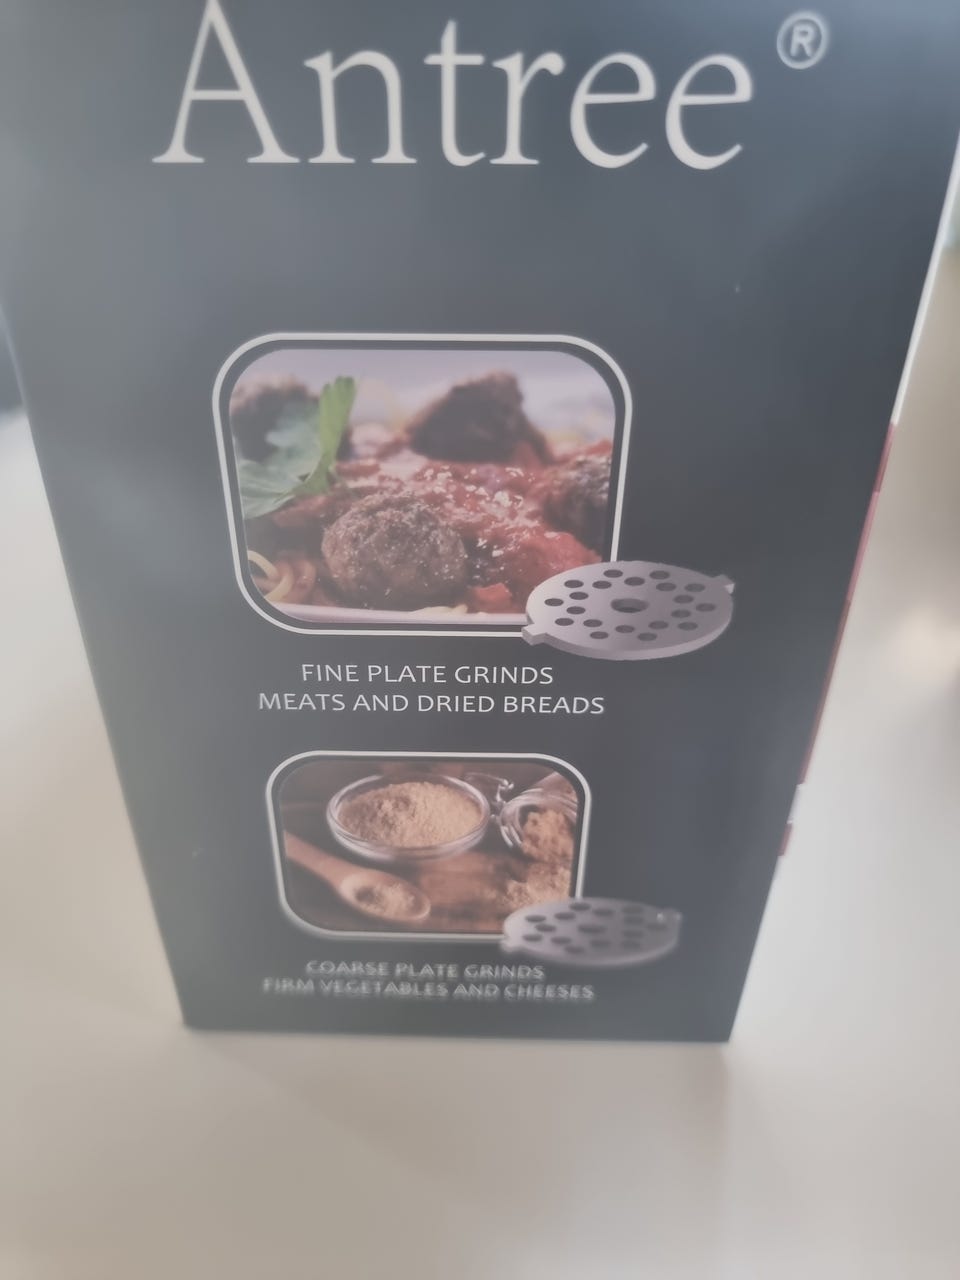 Antree ®
FINE PLATE GRINDS
MEATS AND DRIED BREADS
COARSE PLATE GRINDS
FIRM VEGETABLES AND CHEESES